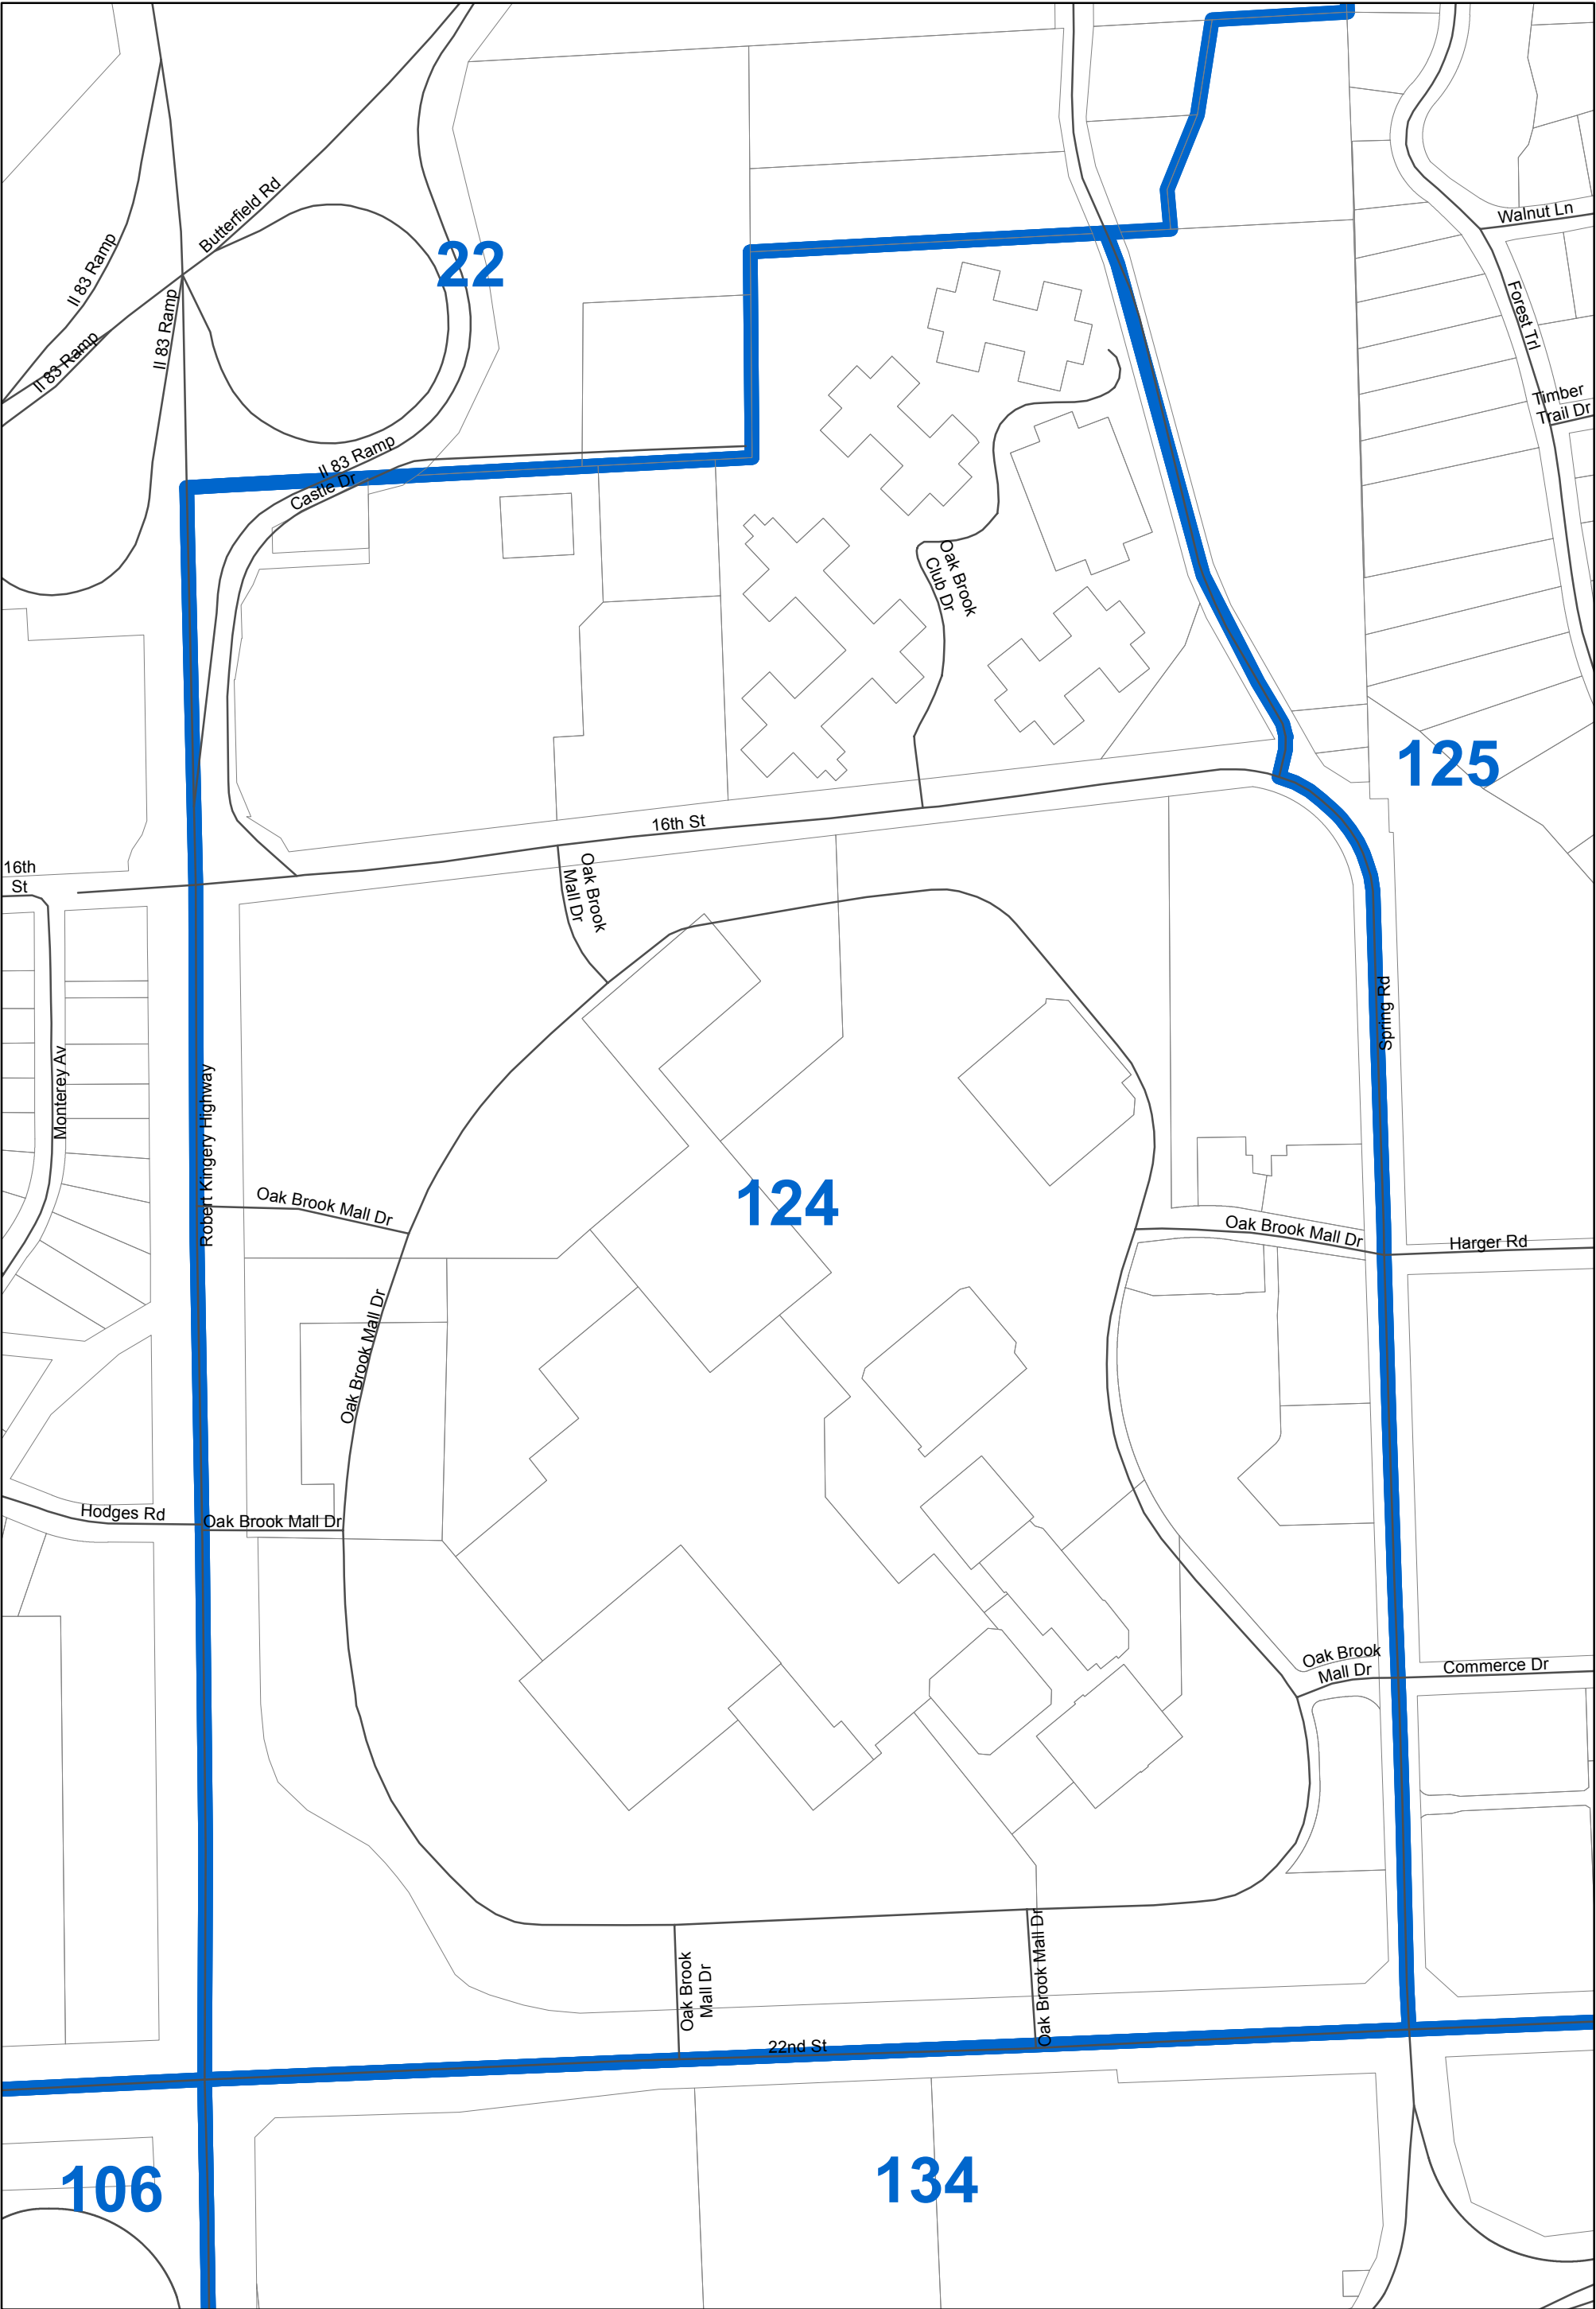 Butterfield Rd
Walnut Ln
22
Il 83 Ramp
Il 83 Ramp
Il 83 Ramp
Forest Trl
Timber
Trail Dr
Il 83 Ramp
Castle Dr
Oak Brook
Club Dr
125
16th St
16th
St
Oak Brook
Mall Dr
Spring Rd
Monterey Av
Robert Kingery Highway
124
Oak Brook Mall Dr
Oak Brook Mall Dr
Harger Rd
Oak Brook Mall Dr
Hodges Rd
Oak Brook Mall Dr
Oak Brook
Mall Dr
Commerce Dr
Oak Brook
Mall Dr
Oak Brook Mall Dr
22nd St
106
134